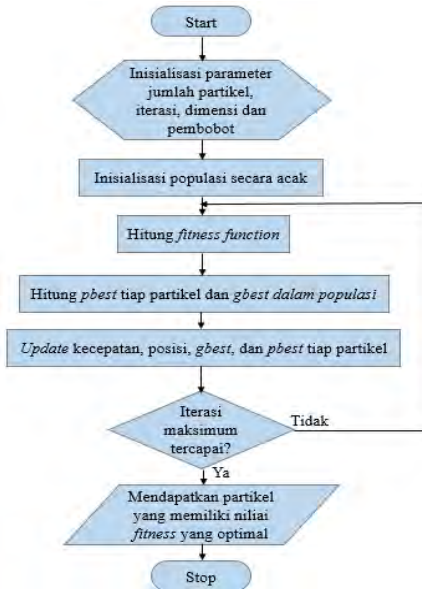 Start
Inisialisasi parameter
jumlah partikel,
iterasi, dimensi dan
pembobot
Inisialisasi populasi secara acak
Hitung fitness function
Hitung pbest tiap partikel dan gbest dalam populasi
Update kecepatan, posisi, gbest, dan pbest tiap partikel
Iterasi
maksimum
tercapai?
Tidak
Ya
Mendapatkan partikel
yang memiliki niliai
fitness yang optimal
Stop